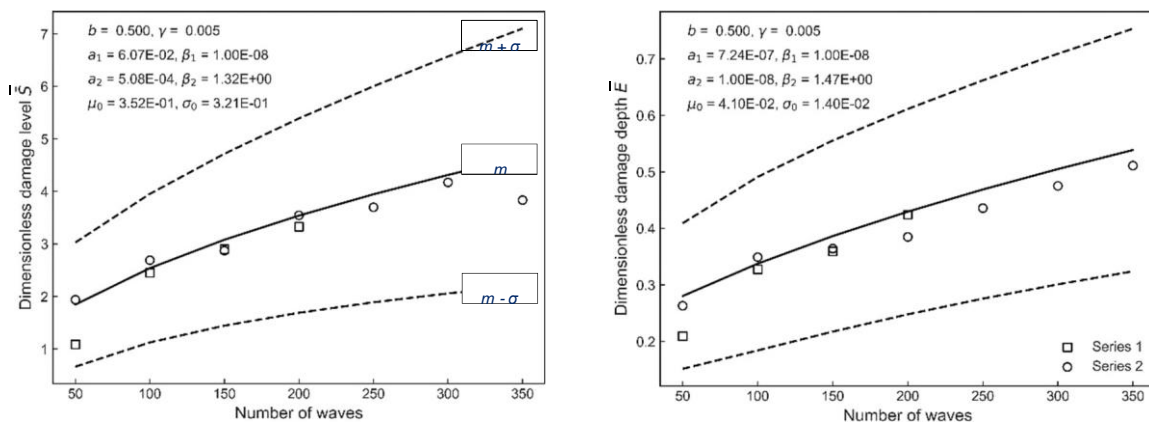 b = 0.500, γ = 0.005
a₁ = 6.07E-02, β₁ = 1.00E-08
a₂ = 5.08E-04, β₂ = 1.32E+00
μ₀ = 3.52E-01, σ₀ = 3.21E-01
m + σ
m
m - σ
Dimensionless damage level S̄
7
6
5
4
3
2
1
50 100 150 200 250 300 350
Number of waves
b = 0.500, γ = 0.005
a₁ = 7.24E-07, β₁ = 1.00E-08
a₂ = 1.00E-08, β₂ = 1.47E+00
μ₀ = 4.10E-02, σ₀ = 1.40E-02
Dimensionless damage depth Ē
0.7
0.6
0.5
0.4
0.3
0.2
Series 1
Series 2
50 100 150 200 250 300 350
Number of waves